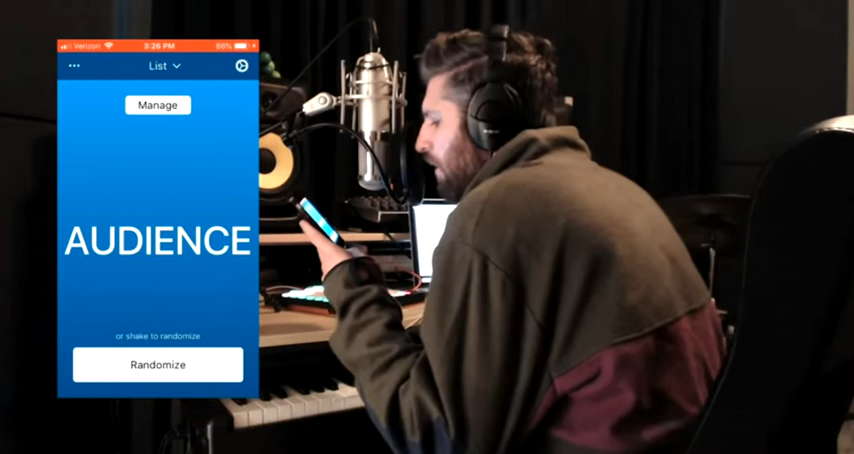 Verizon 3:26 PM 86%
List
Manage
AUDIENCE
or shake to randomize
Randomize